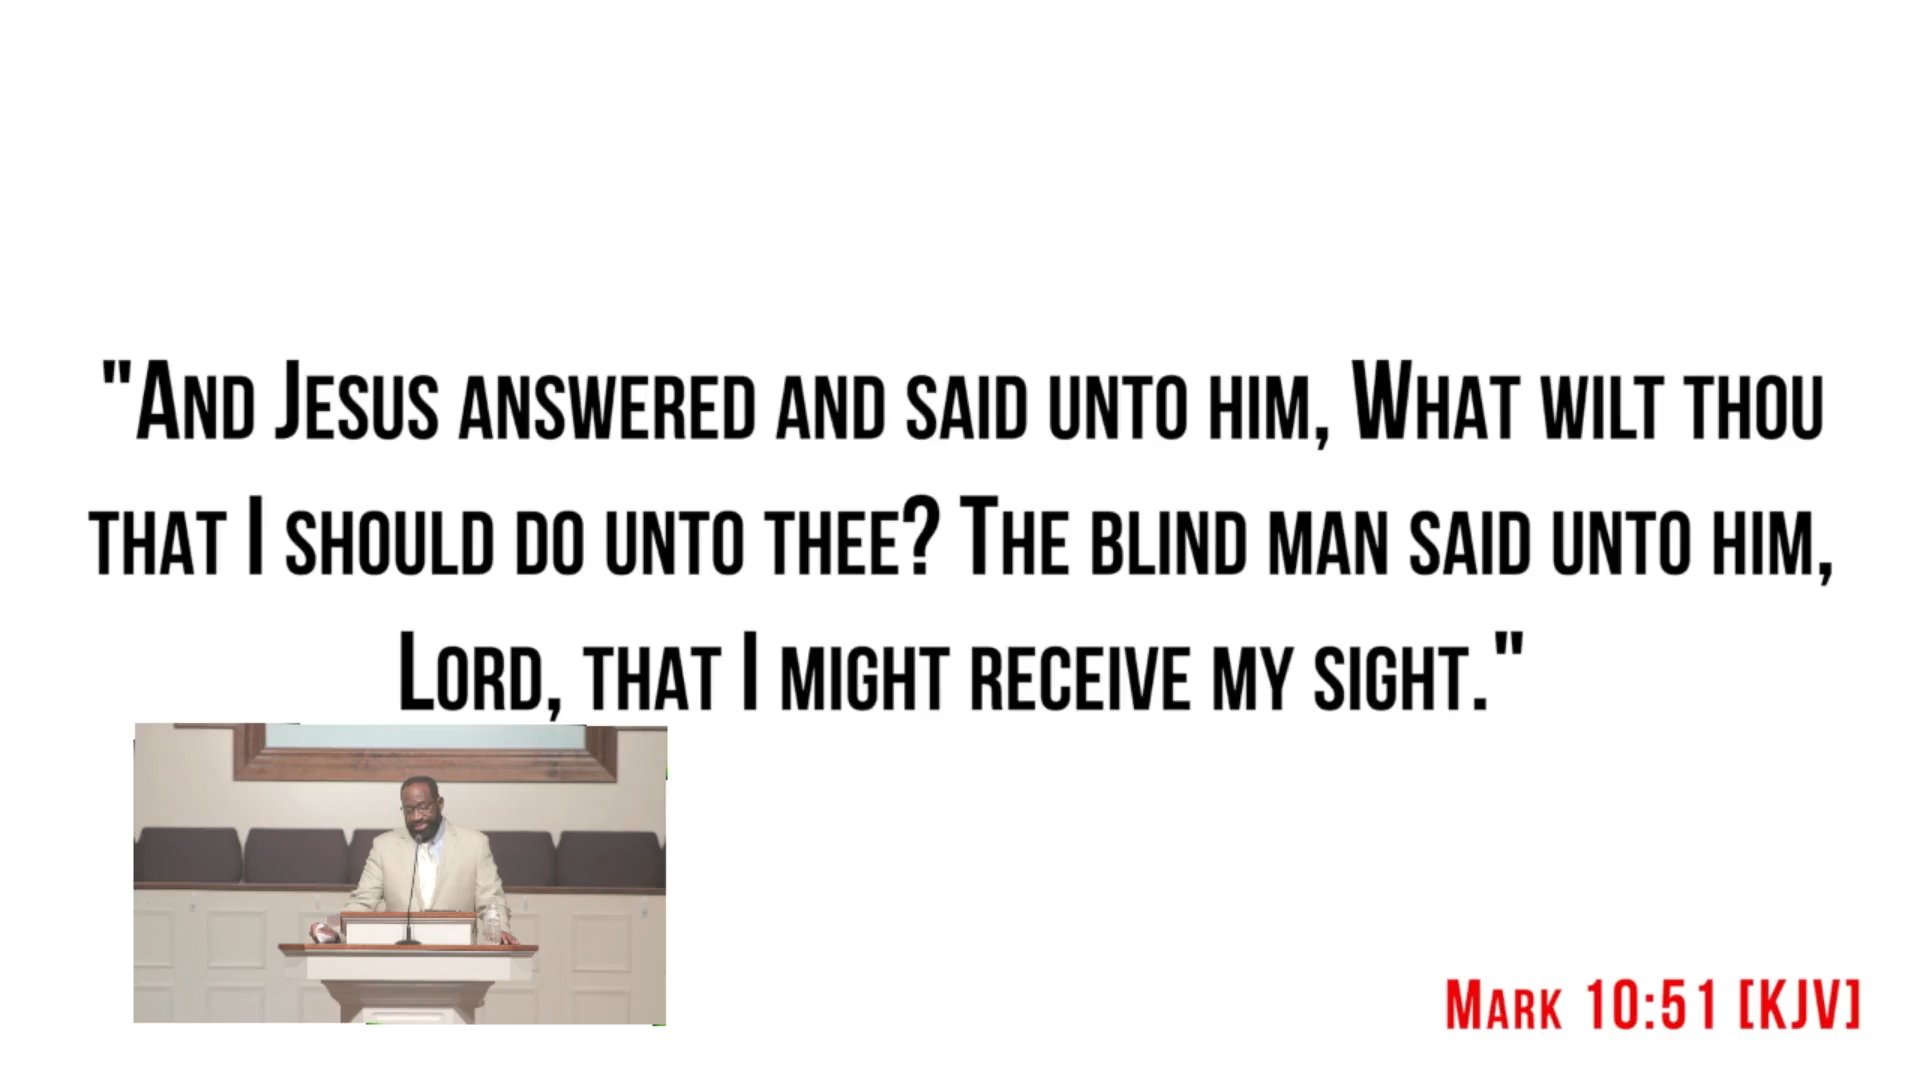 "And Jesus answered and said unto him, What wilt thou
that I should do unto thee? The blind man said unto him,
Lord, that I might receive my sight."
Mark 10:51 [KJV]